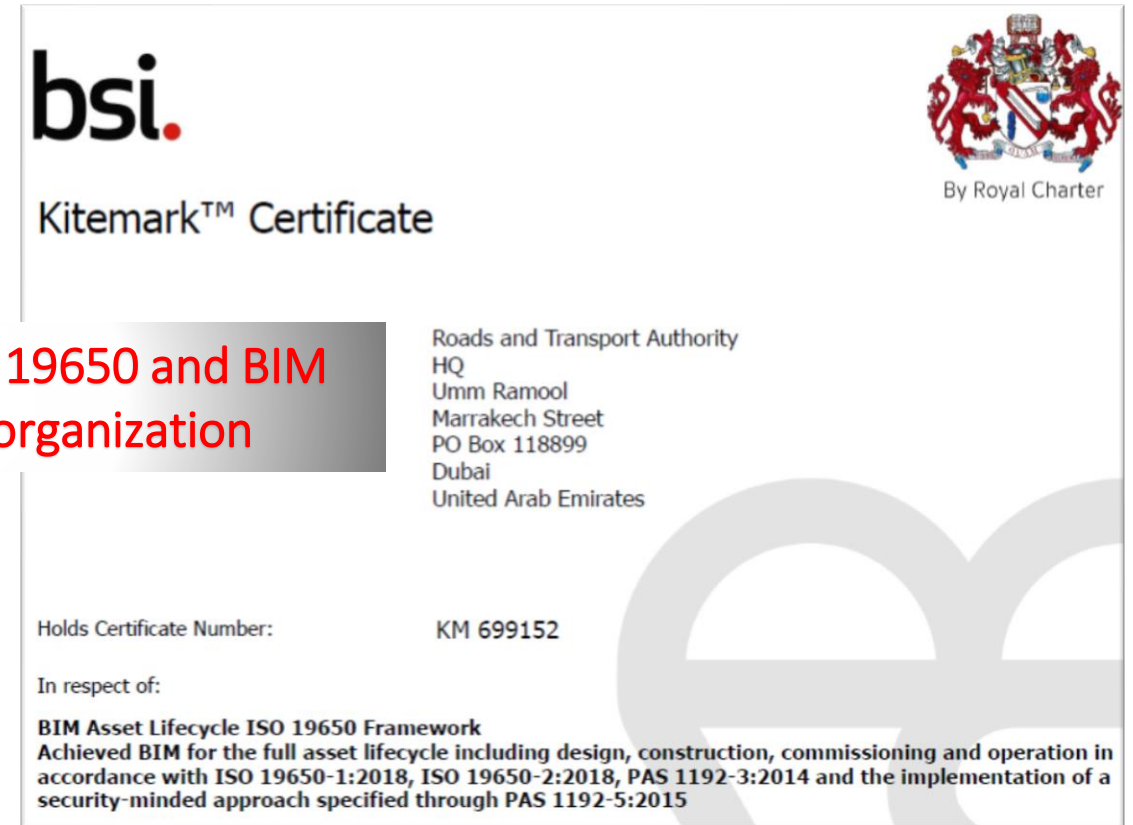 bsi.
By Royal Charter
Kitemark™ Certificate
19650 and BIM
organization
Roads and Transport Authority
HQ
Umm Ramool
Marrakech Street
PO Box 118899
Dubai
United Arab Emirates
Holds Certificate Number: KM 699152
In respect of:
BIM Asset Lifecycle ISO 19650 Framework
Achieved BIM for the full asset lifecycle including design, construction, commissioning and operation in
accordance with ISO 19650-1:2018, ISO 19650-2:2018, PAS 1192-3:2014 and the implementation of a
security-minded approach specified through PAS 1192-5:2015